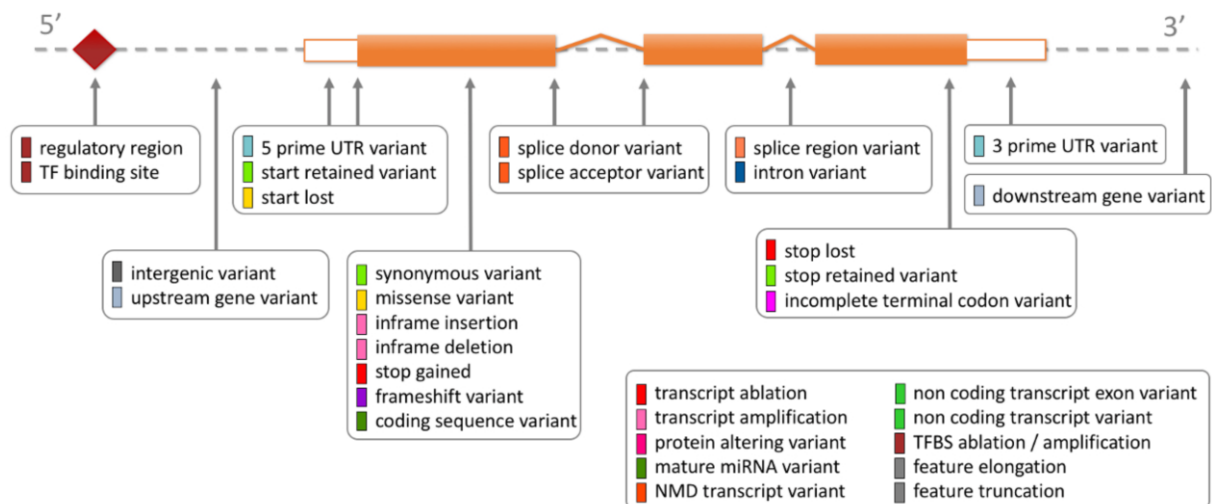 5’
3’
regulatory region
TF binding site
5 prime UTR variant
start retained variant
start lost
splice donor variant
splice acceptor variant
splice region variant
intron variant
3 prime UTR variant
downstream gene variant
intergenic variant
upstream gene variant
synonymous variant
missense variant
inframe insertion
inframe deletion
stop gained
frameshift variant
coding sequence variant
stop lost
stop retained variant
incomplete terminal codon variant
transcript ablation
transcript amplification
protein altering variant
mature miRNA variant
NMD transcript variant
non coding transcript exon variant
non coding transcript variant
TFBS ablation / amplification
feature elongation
feature truncation